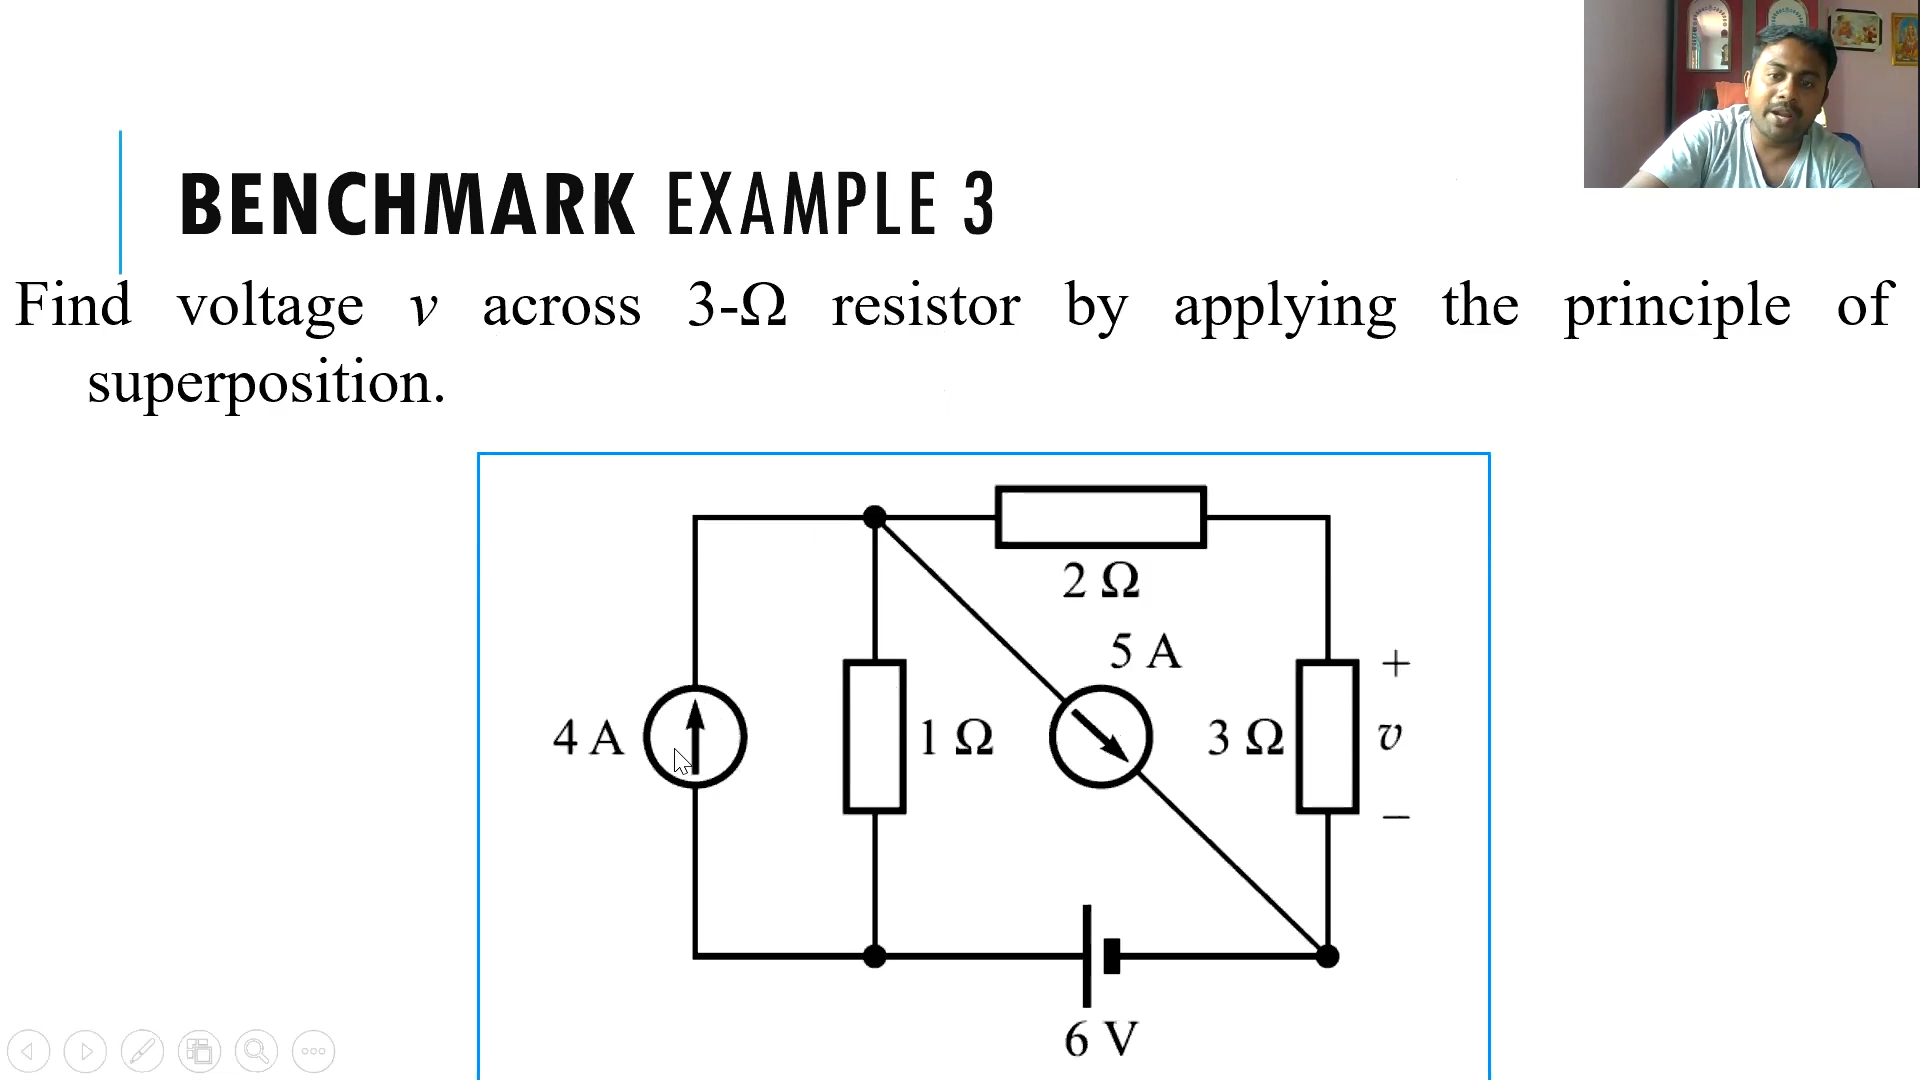 BENCHMARK EXAMPLE 3
Find voltage v across 3-Ω resistor by applying the principle of
superposition.
2 Ω
5 A
4 A
1 Ω
3 Ω
+
v
−
6 V